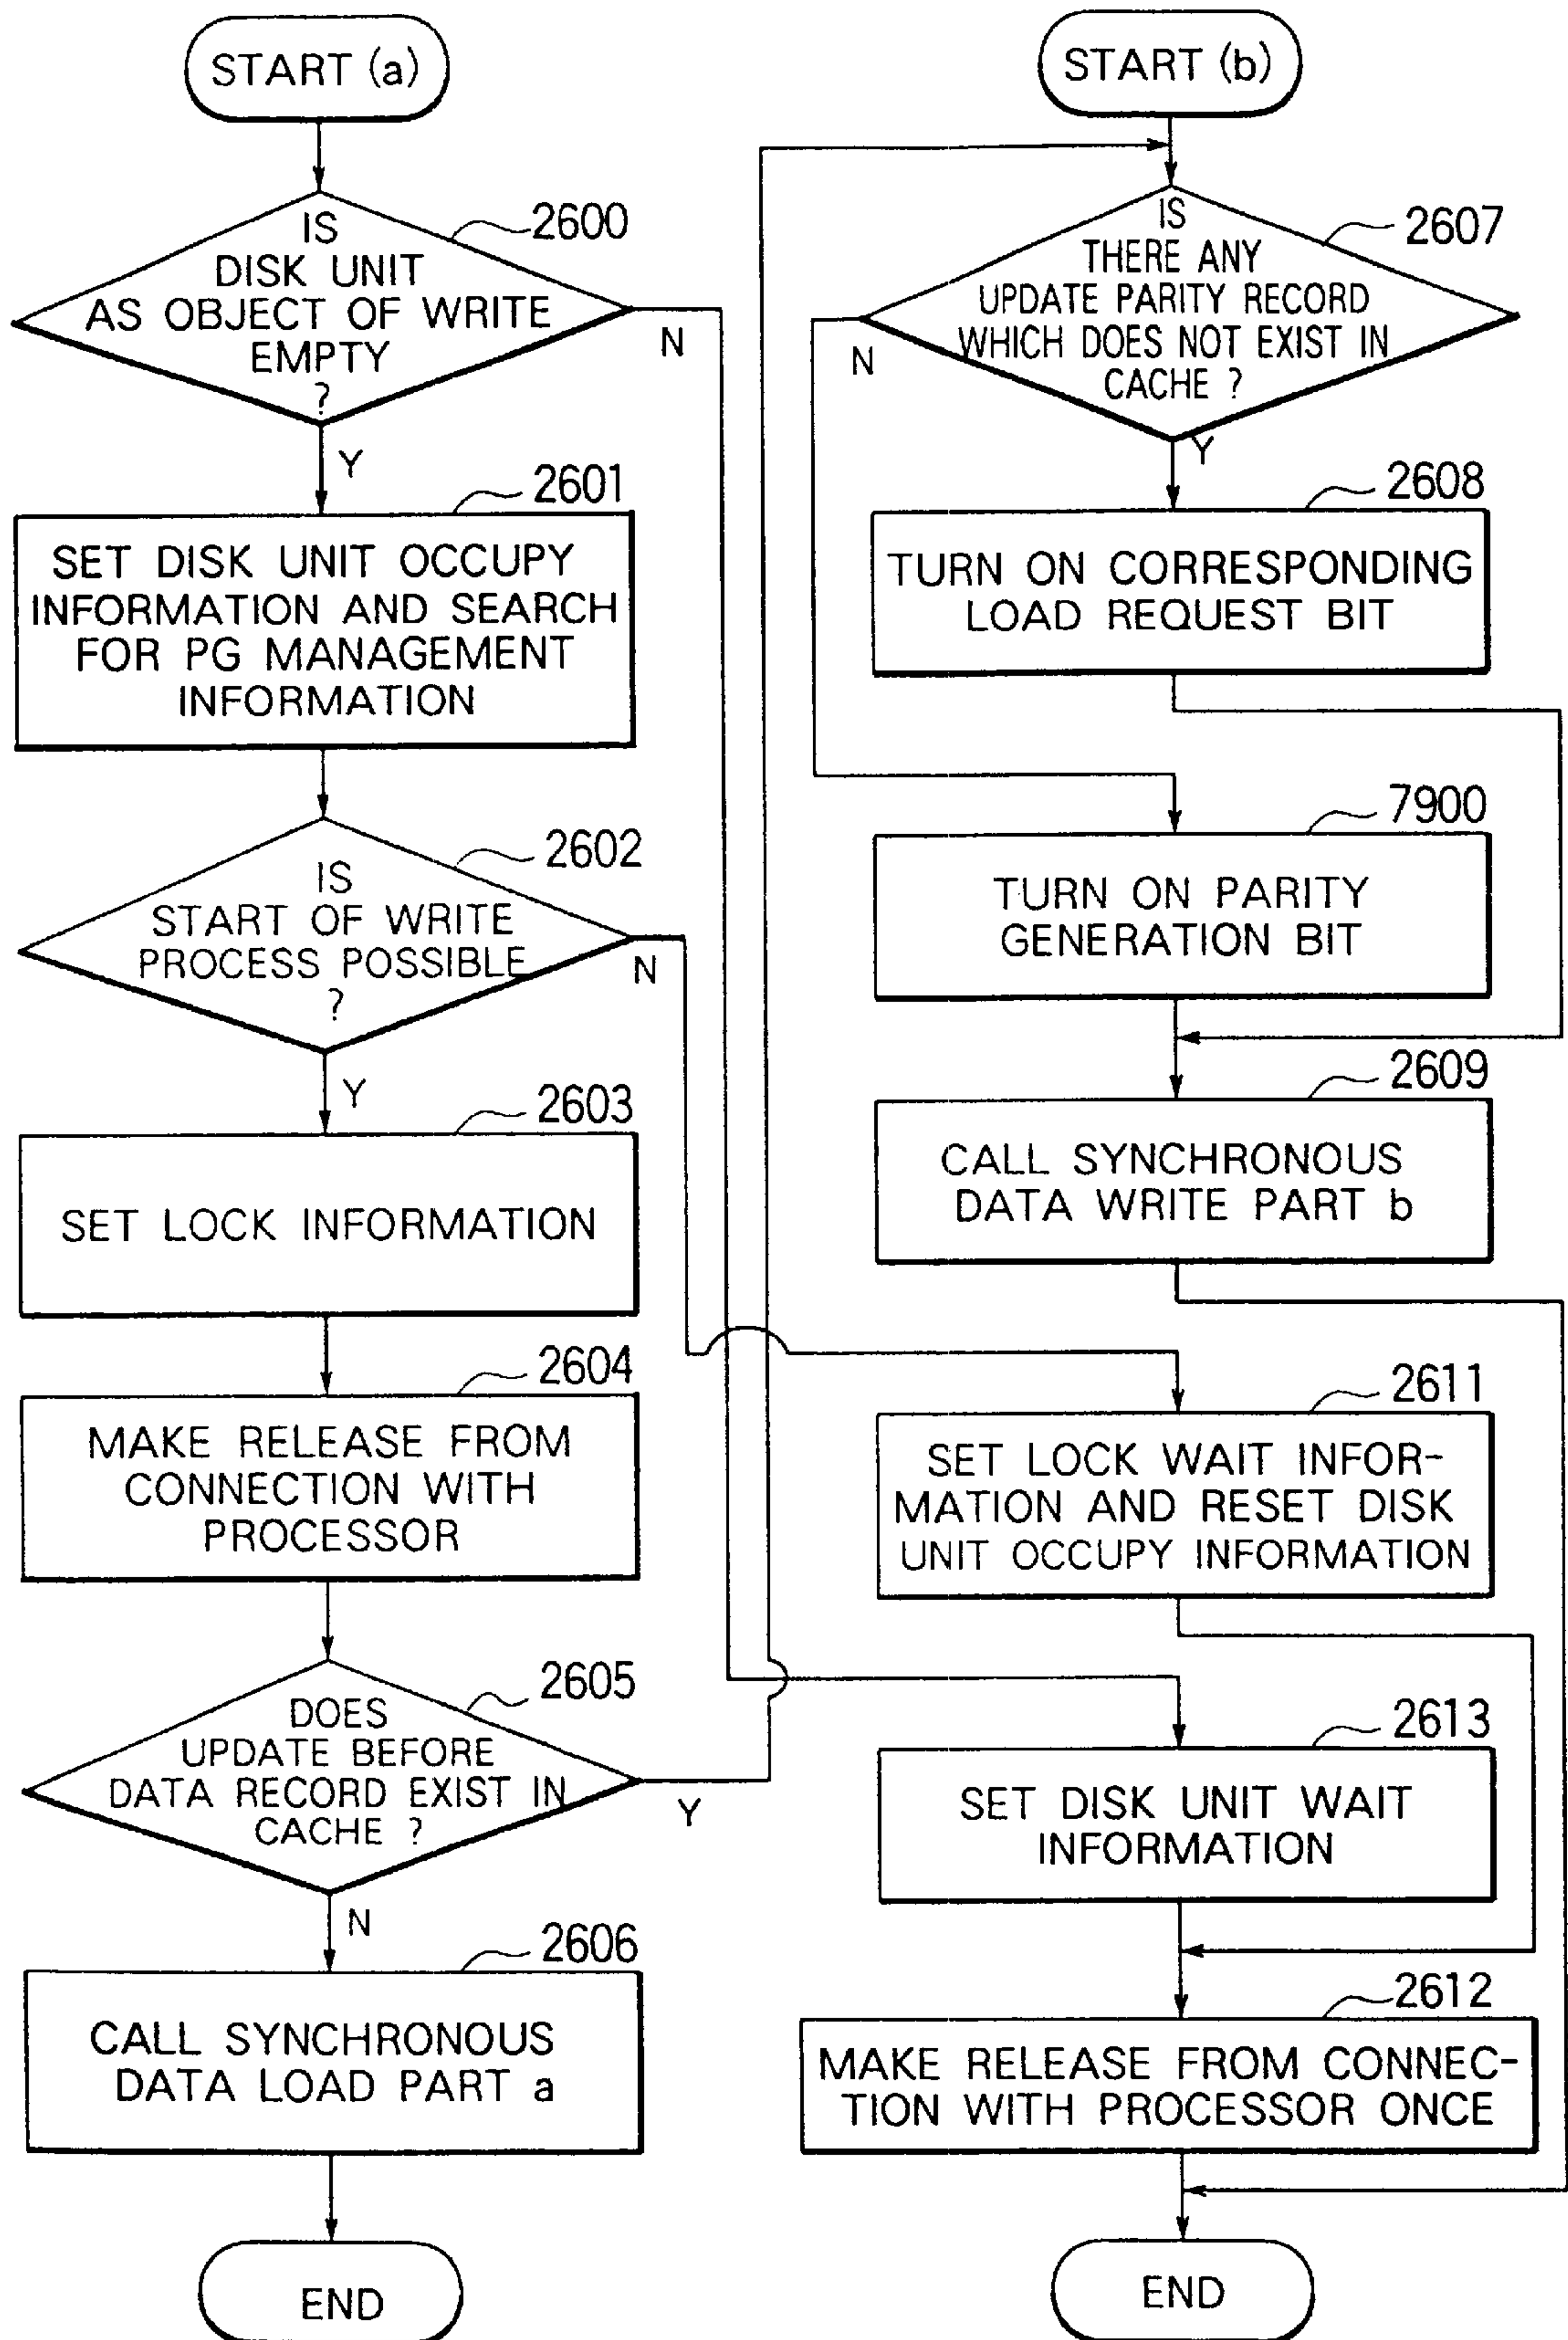 START (a)
2600
IS
DISK UNIT
AS OBJECT OF WRITE
EMPTY
?
N
Y
2601
SET DISK UNIT OCCUPY
INFORMATION AND SEARCH
FOR PG MANAGEMENT
INFORMATION
2602
IS
START OF WRITE
PROCESS POSSIBLE
?
N
Y
2603
SET LOCK INFORMATION
2604
MAKE RELEASE FROM
CONNECTION WITH
PROCESSOR
2605
DOES
UPDATE BEFORE
DATA RECORD EXIST IN
CACHE ?
Y
N
2606
CALL SYNCHRONOUS
DATA LOAD PART a
END
START (b)
2607
IS
THERE ANY
UPDATE PARITY RECORD
WHICH DOES NOT EXIST IN
CACHE ?
N
Y
2608
TURN ON CORRESPONDING
LOAD REQUEST BIT
7900
TURN ON PARITY
GENERATION BIT
2609
CALL SYNCHRONOUS
DATA WRITE PART b
2611
SET LOCK WAIT INFOR-
MATION AND RESET DISK
UNIT OCCUPY INFORMATION
2613
SET DISK UNIT WAIT
INFORMATION
2612
MAKE RELEASE FROM CONNEC-
TION WITH PROCESSOR ONCE
END